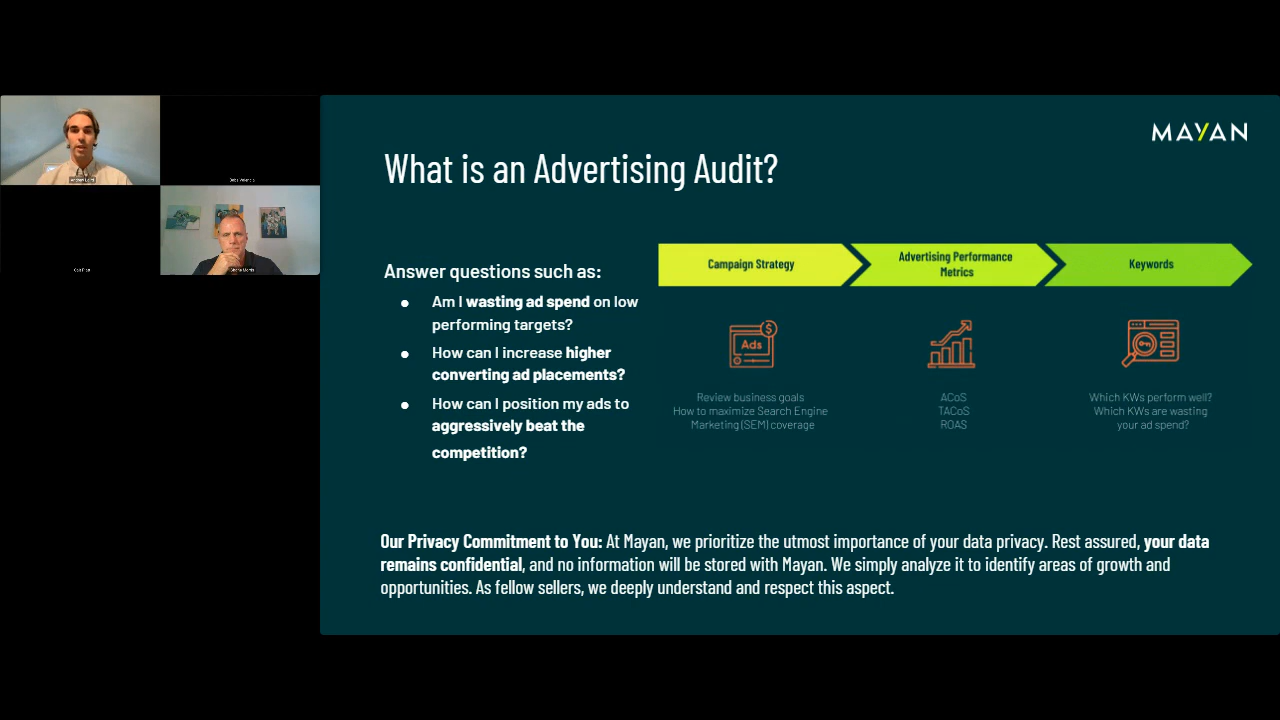 MAYAN
What is an Advertising Audit?
Answer questions such as:
● Am I wasting ad spend on low
performing targets?
● How can I increase higher
converting ad placements?
● How can I position my ads to
aggressively beat the
competition?
Campaign Strategy
Advertising Performance
Metrics
Keywords
$
Ads
Review business goals
How to maximize Search Engine
Marketing (SEM) coverage
ACoS
TACoS
ROAS
Which KWs perform well?
Which KWs are wasting
your ad spend?
Our Privacy Commitment to You: At Mayan, we prioritize the utmost importance of your data privacy. Rest assured, your data
remains confidential, and no information will be stored with Mayan. We simply analyze it to identify areas of growth and
opportunities. As fellow sellers, we deeply understand and respect this aspect.